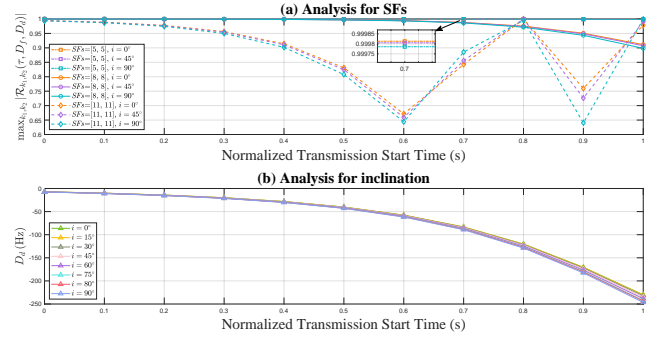 (a) Analysis for SFs
max_{k_1,k_2} |R_{k_1,k_2}(τ, D_f, D_d)|
1
0.95
0.9
0.85
0.8
0.75
0.7
0.65
0.6
SFs=[5, 5], i = 0°
SFs=[5, 5], i = 45°
SFs=[5, 5], i = 90°
SFs=[8, 8], i = 0°
SFs=[8, 8], i = 45°
SFs=[8, 8], i = 90°
SFs=[11, 11], i = 0°
SFs=[11, 11], i = 45°
SFs=[11, 11], i = 90°
0.99985
0.9998
0.99975
0.7
0 0.1 0.2 0.3 0.4 0.5 0.6 0.7 0.8 0.9 1
Normalized Transmission Start Time (s)
(b) Analysis for inclination
D_d (Hz)
0
-50
-100
-150
-200
-250
i = 0°
i = 15°
i = 30°
i = 45°
i = 60°
i = 75°
i = 80°
i = 90°
0 0.1 0.2 0.3 0.4 0.5 0.6 0.7 0.8 0.9 1
Normalized Transmission Start Time (s)